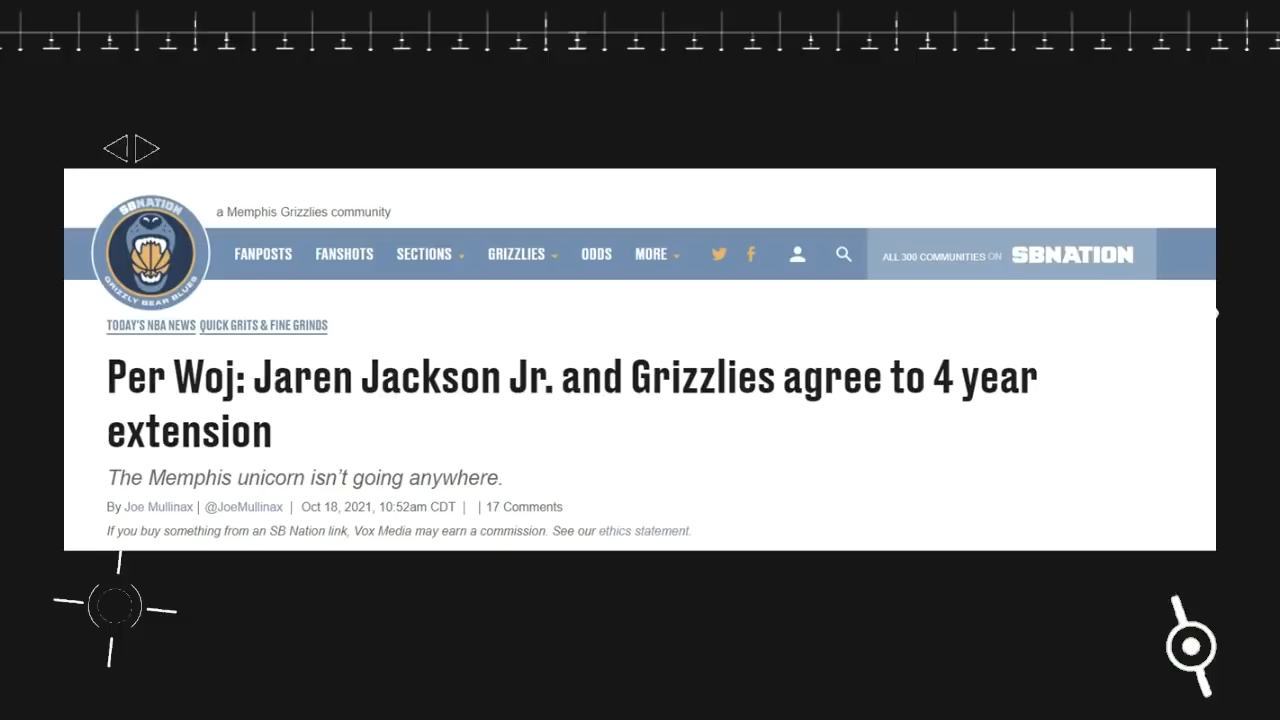 SBNATION
GRIZZLY BEAR BLUES
a Memphis Grizzlies community
FANPOSTS FANSHOTS SECTIONS GRIZZLIES ODDS MORE ALL 300 COMMUNITIES ON SBNATION
TODAY'S NBA NEWS QUICK GRITS & FINE GRINDS
Per Woj: Jaren Jackson Jr. and Grizzlies agree to 4 year
extension
The Memphis unicorn isn't going anywhere.
By Joe Mullinax | @JoeMullinax | Oct 18, 2021, 10:52am CDT | | 17 Comments
If you buy something from an SB Nation link, Vox Media may earn a commission. See our ethics statement.